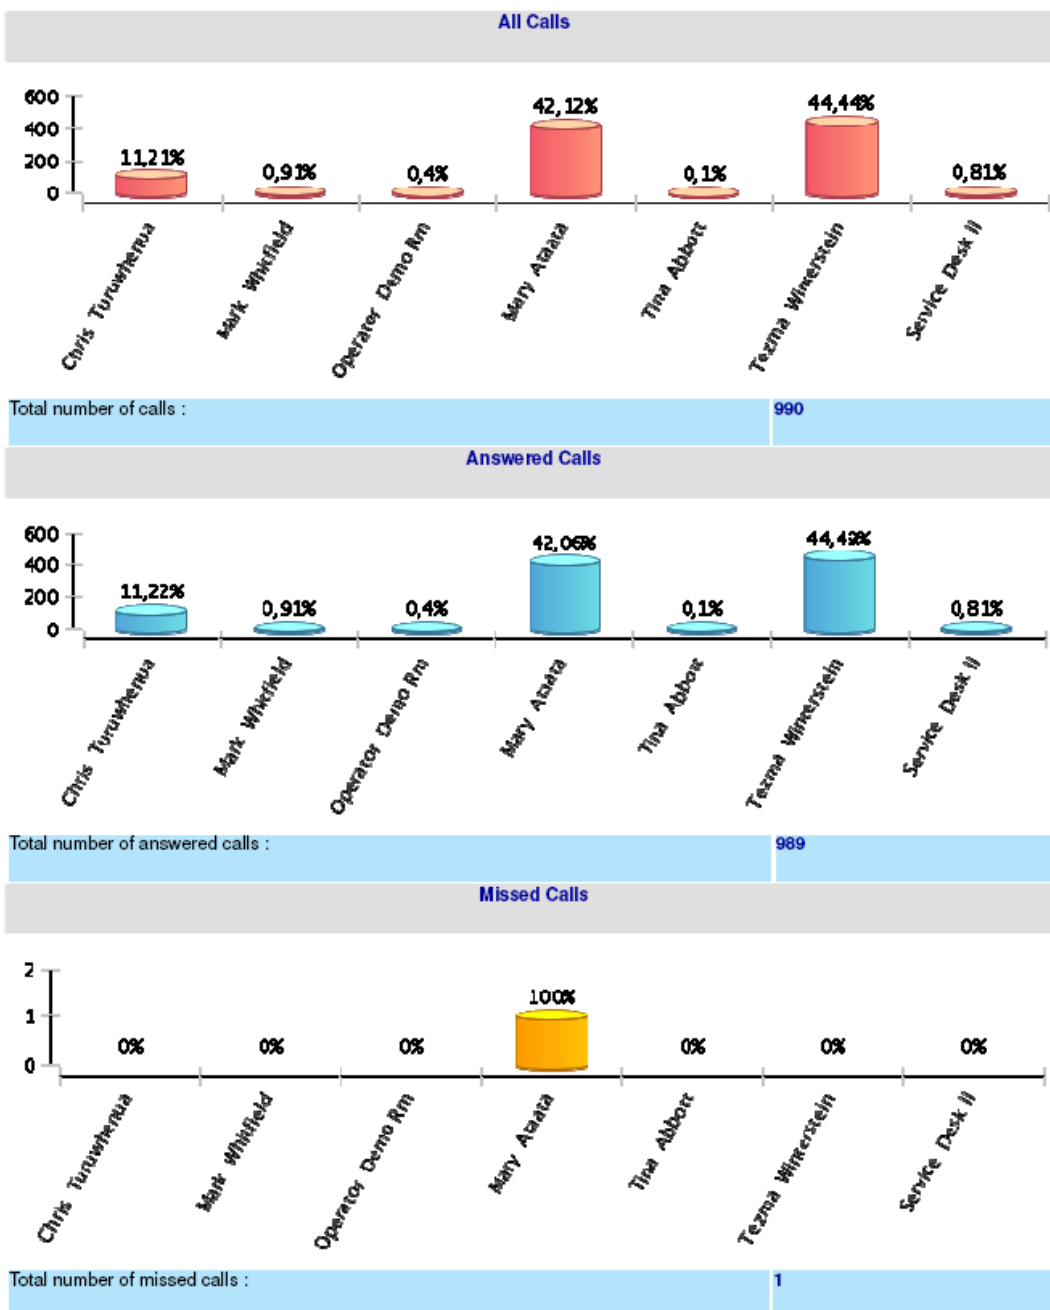 All Calls
600
400
200
0
11,21%
0,91%
0,4%
42,12%
0,1%
44,44%
0,81%
Chris Turuwhenua
Mark Whitfield
Operator Demo Rm
Mary Ataata
Tina Abbott
Tezma Winterstein
Service Desk II
Total number of calls : 990
Answered Calls
600
400
200
0
11,22%
0,91%
0,4%
42,06%
0,1%
44,49%
0,81%
Chris Turuwhenua
Mark Whitfield
Operator Demo Rm
Mary Ataata
Tina Abbott
Tezma Winterstein
Service Desk II
Total number of answered calls : 989
Missed Calls
2
1
0
0%
0%
0%
100%
0%
0%
0%
Chris Turuwhenua
Mark Whitfield
Operator Demo Rm
Mary Ataata
Tina Abbott
Tezma Winterstein
Service Desk II
Total number of missed calls : 1